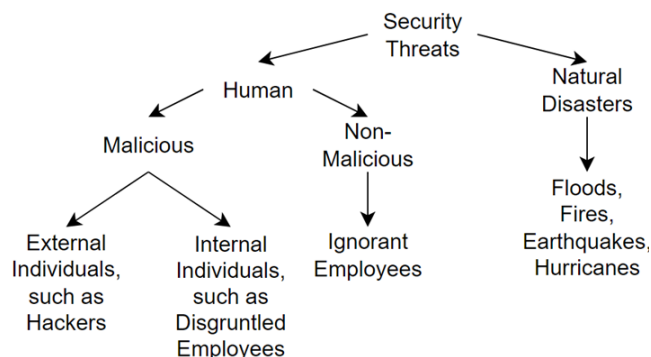 Security
Threats
Human
Natural
Disasters
Malicious
Non-
Malicious
External
Individuals,
such as
Hackers
Internal
Individuals,
such as
Disgruntled
Employees
Ignorant
Employees
Floods,
Fires,
Earthquakes,
Hurricanes